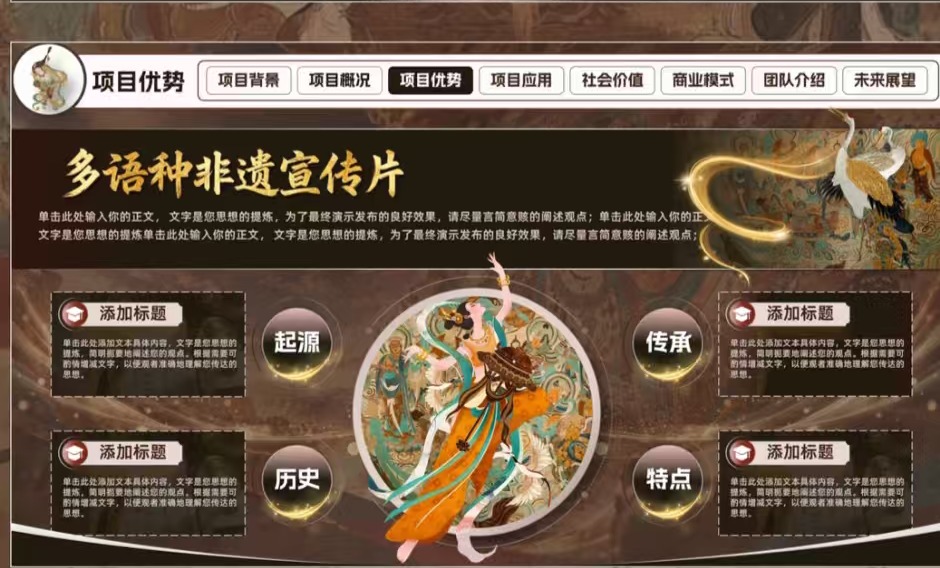 项目优势
项目背景
项目概况
项目优势
项目应用
社会价值
商业模式
团队介绍
未来展望
多语种非遗宣传片
单击此处输入你的正文， 文字是您思想的提炼，为了最终演示发布的良好效果，请尽量言简意赅的阐述观点；单击此处输入你的正文
文字是您思想的提炼单击此处输入你的正文， 文字是您思想的提炼，为了最终演示发布的良好效果，请尽量言简意赅的阐述观点；
添加标题
单击此处添加文本具体内容，文字是您思想的
提炼，简明扼要地阐述您的观点。根据需要可
酌情增减文字，以便观者准确地理解您传达的
思想。
起源
传承
添加标题
单击此处添加文本具体内容，文字是您思想的
提炼，简明扼要地阐述您的观点。根据需要可
酌情增减文字，以便观者准确地理解您传达的
思想。
添加标题
单击此处添加文本具体内容，文字是您思想的
提炼，简明扼要地阐述您的观点。根据需要可
酌情增减文字，以便观者准确地理解您传达的
思想。
历史
特点
添加标题
单击此处添加文本具体内容，文字是您思想的
提炼，简明扼要地阐述您的观点。根据需要可
酌情增减文字，以便观者准确地理解您传达的
思想。